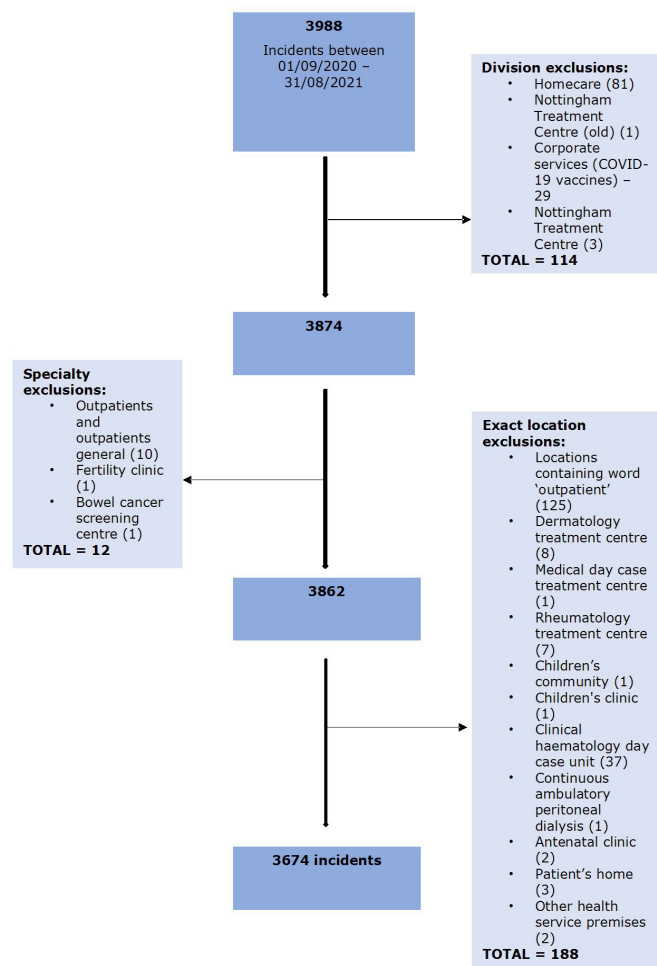 3988
Incidents between
01/09/2020 –
31/08/2021
Division exclusions:
• Homecare (81)
• Nottingham
Treatment
Centre (old) (1)
• Corporate
services (COVID-
19 vaccines) –
29
• Nottingham
Treatment
Centre (3)
TOTAL = 114
3874
Specialty
exclusions:
• Outpatients
and
outpatients
general (10)
• Fertility clinic
(1)
• Bowel cancer
screening
centre (1)
TOTAL = 12
3862
Exact location
exclusions:
• Locations
containing word
‘outpatient’
(125)
• Dermatology
treatment centre
(8)
• Medical day case
treatment centre
(1)
• Rheumatology
treatment centre
(7)
• Children’s
community (1)
• Children's clinic
(1)
• Clinical
haematology day
case unit (37)
• Continuous
ambulatory
peritoneal
dialysis (1)
• Antenatal clinic
(2)
• Patient’s home
(3)
• Other health
service premises
(2)
TOTAL = 188
3674 incidents